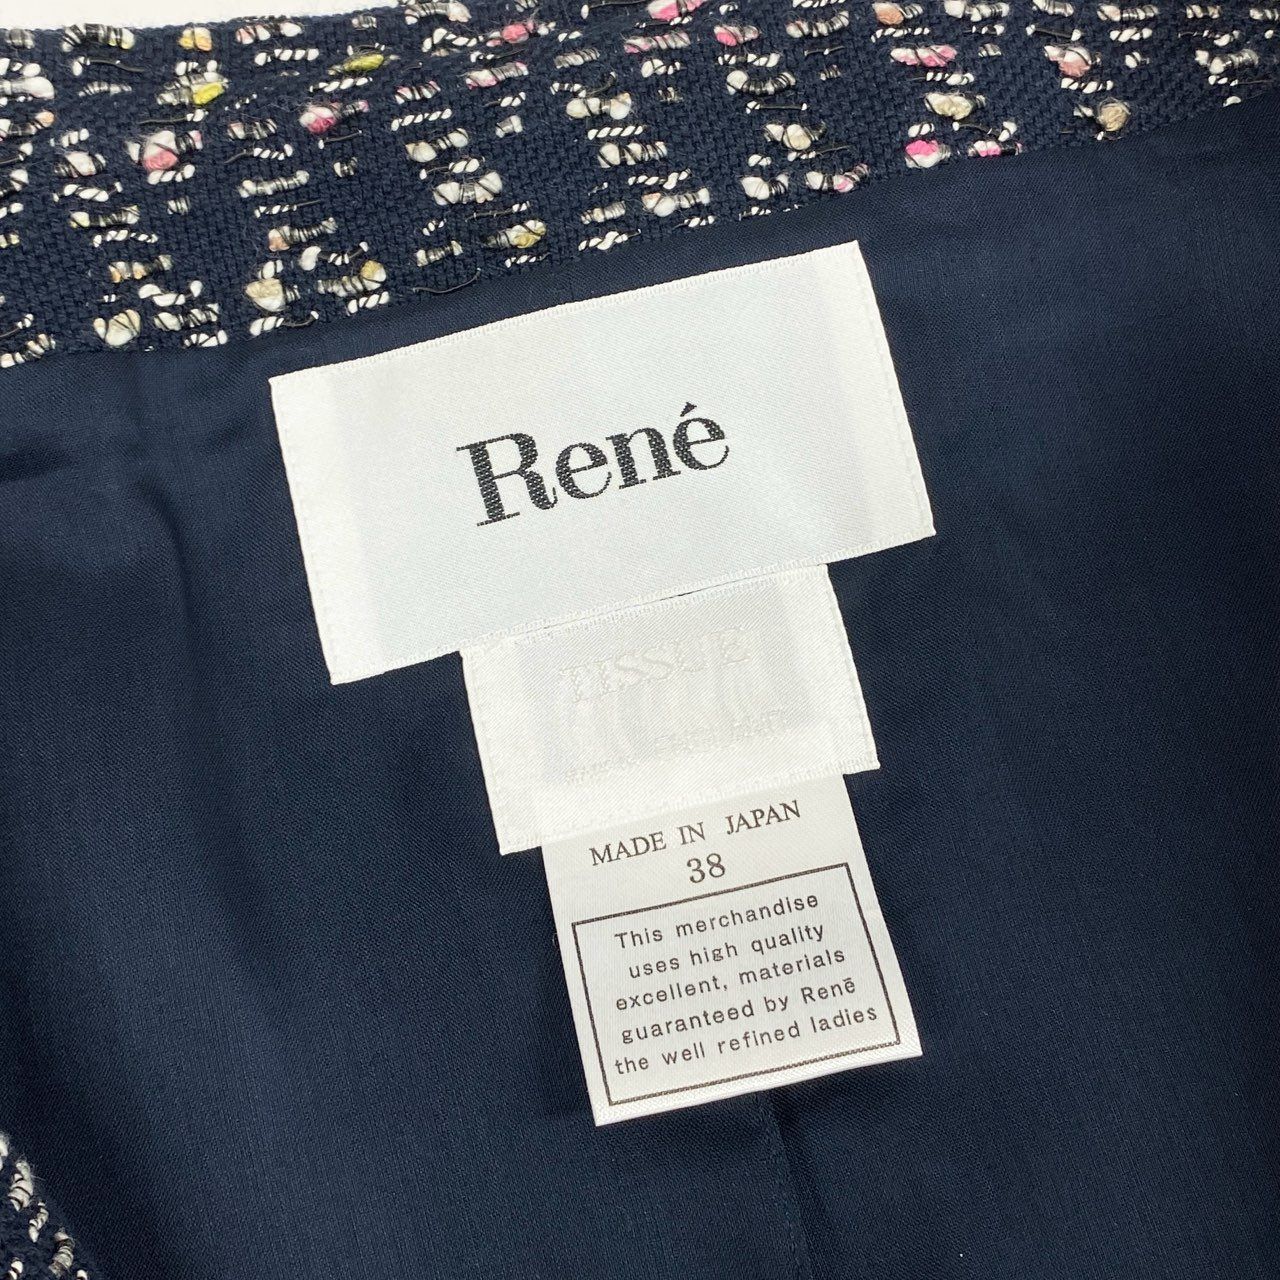 René
TISSUE
MADE IN JAPAN
38
This merchandise
uses high quality
excellent, materials
guaranteed by Renē
the well refined ladies